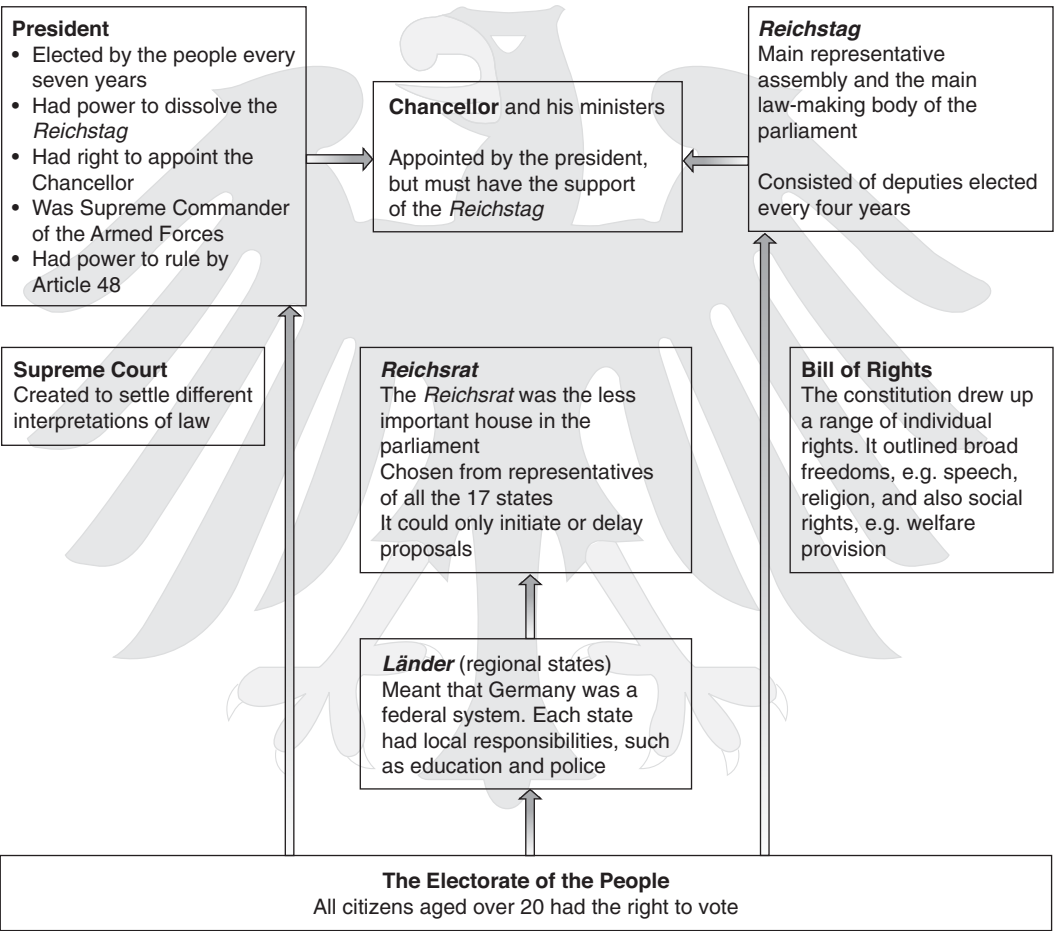 President
• Elected by the people every
seven years
• Had power to dissolve the
Reichstag
• Had right to appoint the
Chancellor
• Was Supreme Commander
of the Armed Forces
• Had power to rule by
Article 48
Chancellor and his ministers
Appointed by the president,
but must have the support
of the Reichstag
Reichstag
Main representative
assembly and the main
law-making body of the
parliament
Consisted of deputies elected
every four years
Supreme Court
Created to settle different
interpretations of law
Reichsrat
The Reichsrat was the less
important house in the
parliament
Chosen from representatives
of all the 17 states
It could only initiate or delay
proposals
Bill of Rights
The constitution drew up
a range of individual
rights. It outlined broad
freedoms, e.g. speech,
religion, and also social
rights, e.g. welfare
provision
Länder (regional states)
Meant that Germany was a
federal system. Each state
had local responsibilities, such
as education and police
The Electorate of the People
All citizens aged over 20 had the right to vote